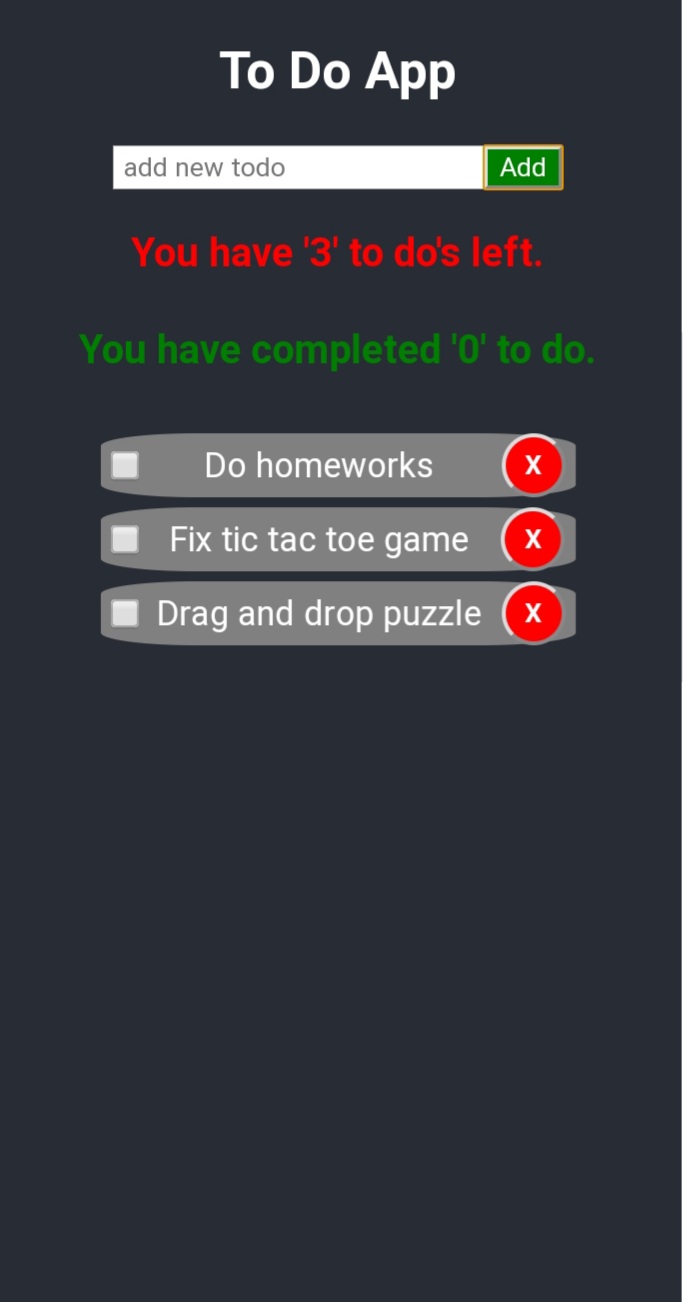 To Do App
add new todo Add
You have '3' to do's left.
You have completed '0' to do.
Do homeworks X
Fix tic tac toe game X
Drag and drop puzzle X